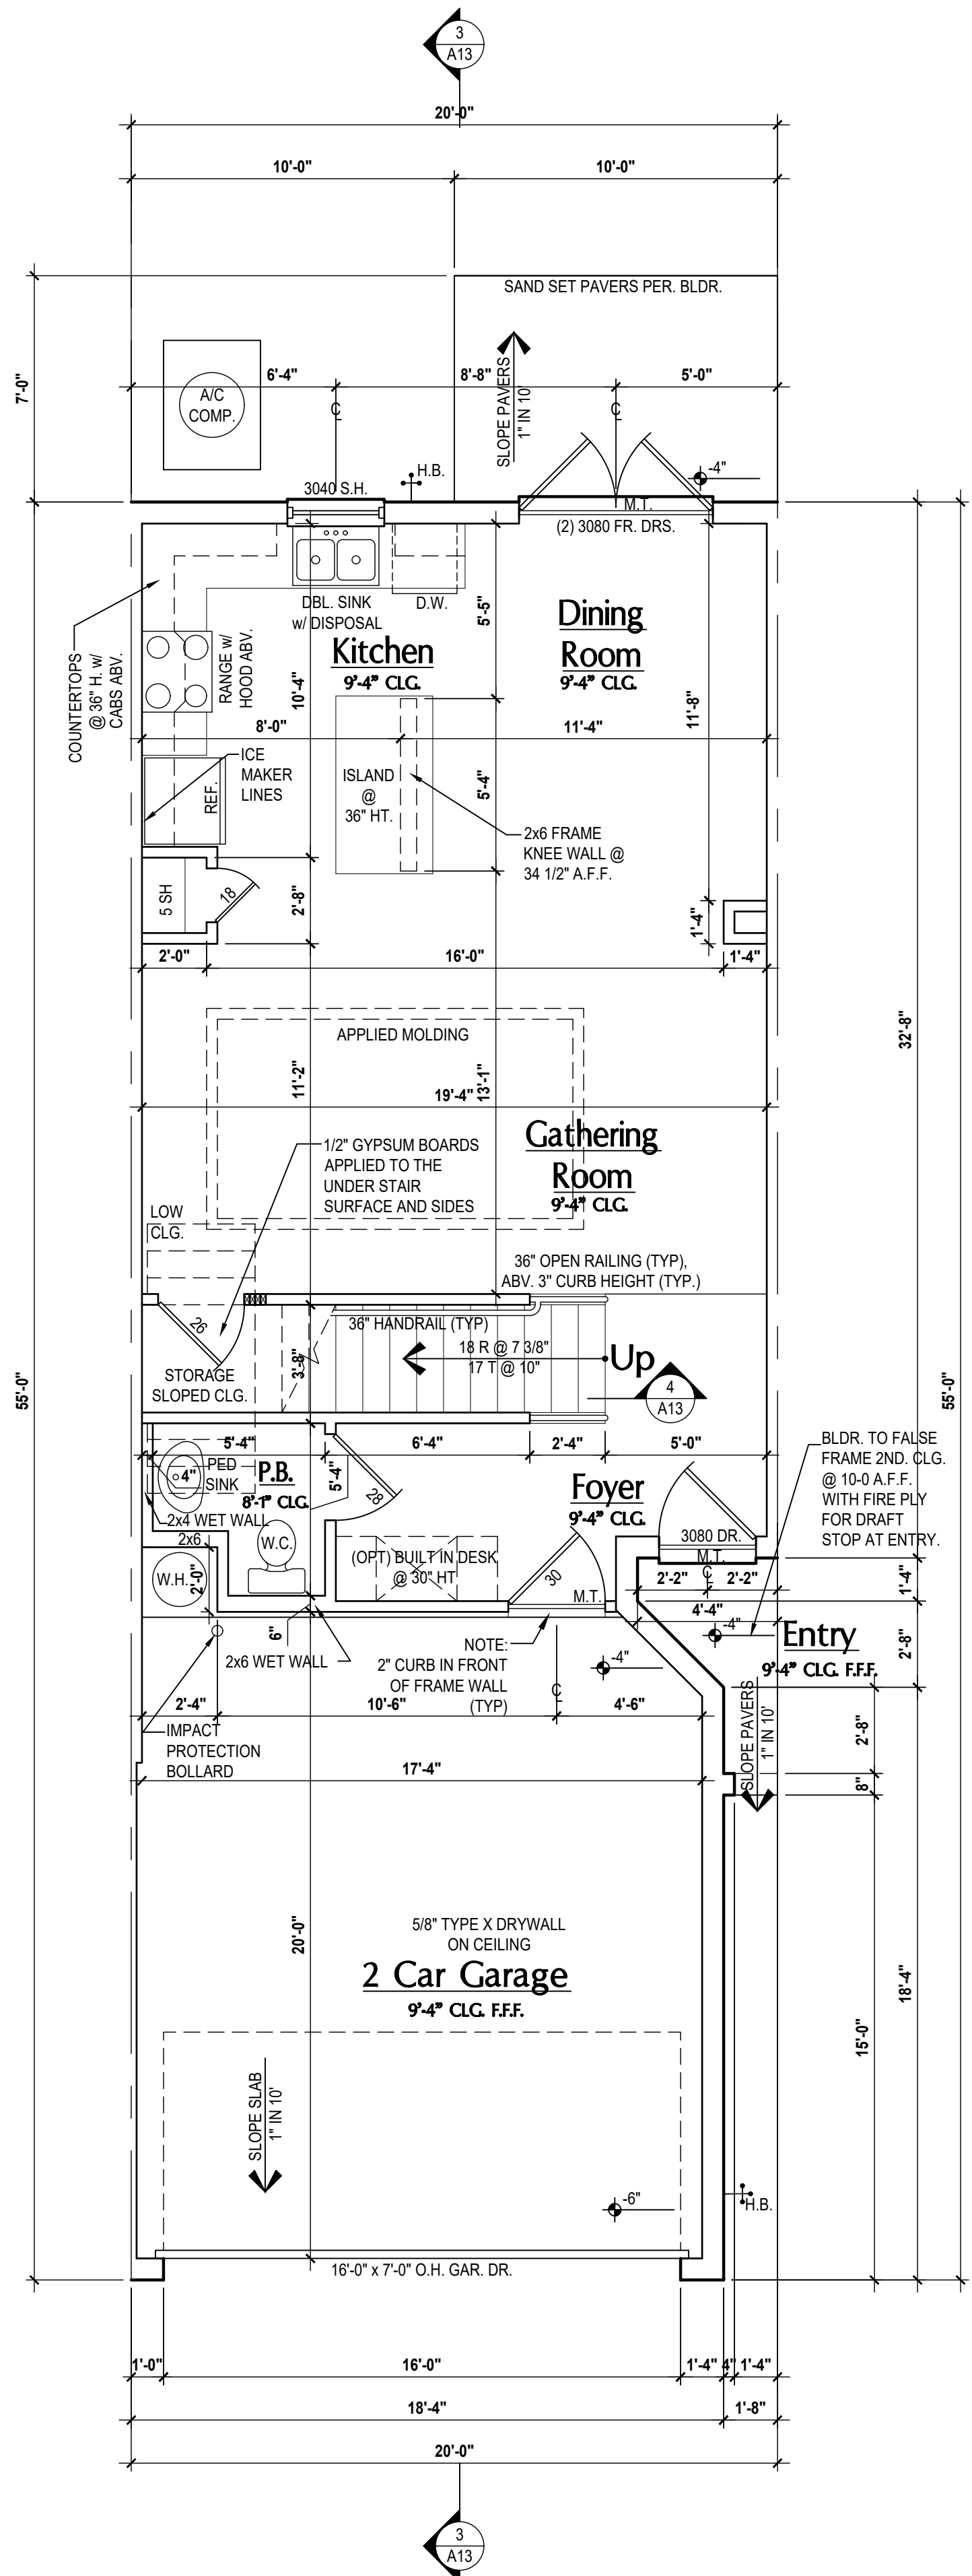 3
A13
20'-0"
10'-0"
10'-0"
SAND SET PAVERS PER. BLDR.
7'-0"
6'-4"
8'-8"
5'-0"
A/C
COMP.
SLOPE PAVERS
1" IN 10'
H.B.
-4"
3040 S.H.
M.T.
(2) 3080 FR. DRS.
DBL. SINK
w/ DISPOSAL
D.W.
5'-5"
Dining
Room
9'-4" CLG.
Kitchen
9'-4" CLG.
COUNTERTOPS
@ 36" H. w/
CABS ABV.
RANGE w/
HOOD ABV.
10'-4"
11'-8"
8'-0"
11'-4"
ICE
MAKER
LINES
REF.
ISLAND
@
36" HT.
5'-4"
2x6 FRAME
KNEE WALL @
34 1/2" A.F.F.
5 SH
18
2'-8"
1'-4"
2'-0"
16'-0"
1'-4"
32'-8"
APPLIED MOLDING
11'-2"
13'-1"
19'-4"
Gathering
Room
9'-4" CLG.
1/2" GYPSUM BOARDS
APPLIED TO THE
UNDER STAIR
SURFACE AND SIDES
LOW
CLG.
36" OPEN RAILING (TYP),
ABV. 3" CURB HEIGHT (TYP.)
26
36" HANDRAIL (TYP)
18 R @ 7 3/8"
17 T @ 10"
Up
3'-8"
STORAGE
SLOPED CLG.
4
A13
55'-0"
55'-0"
5'-4"
6'-4"
2'-4"
5'-0"
BLDR. TO FALSE
FRAME 2ND. CLG.
@ 10-0 A.F.F.
WITH FIRE PLY
FOR DRAFT
STOP AT ENTRY.
4"
PED
SINK
P.B.
8'-1" CLG.
5'-4"
28
Foyer
9'-4" CLG.
2x4 WET WALL
2x6
W.C.
3080 DR.
M.T.
(OPT) BUILT IN DESK
@ 30" HT
30
M.T.
W.H.
2'-0"
2'-2"
2'-2"
1'-4"
4'-4"
-4"
Entry
9'-4" CLG. F.F.F.
2'-8"
6"
2x6 WET WALL
NOTE:
2" CURB IN FRONT
OF FRAME WALL
(TYP)
-4"
2'-4"
10'-6"
4'-6"
SLOPE PAVERS
1" IN 10'
2'-8"
IMPACT
PROTECTION
BOLLARD
17'-4"
8"
20'-0"
5/8" TYPE X DRYWALL
ON CEILING
2 Car Garage
9'-4" CLG. F.F.F.
18'-4"
15'-0"
SLOPE SLAB
1" IN 10'
-6"
H.B.
16'-0" x 7'-0" O.H. GAR. DR.
1'-0"
16'-0"
1'-4"
4"
1'-4"
18'-4"
1'-8"
20'-0"
3
A13